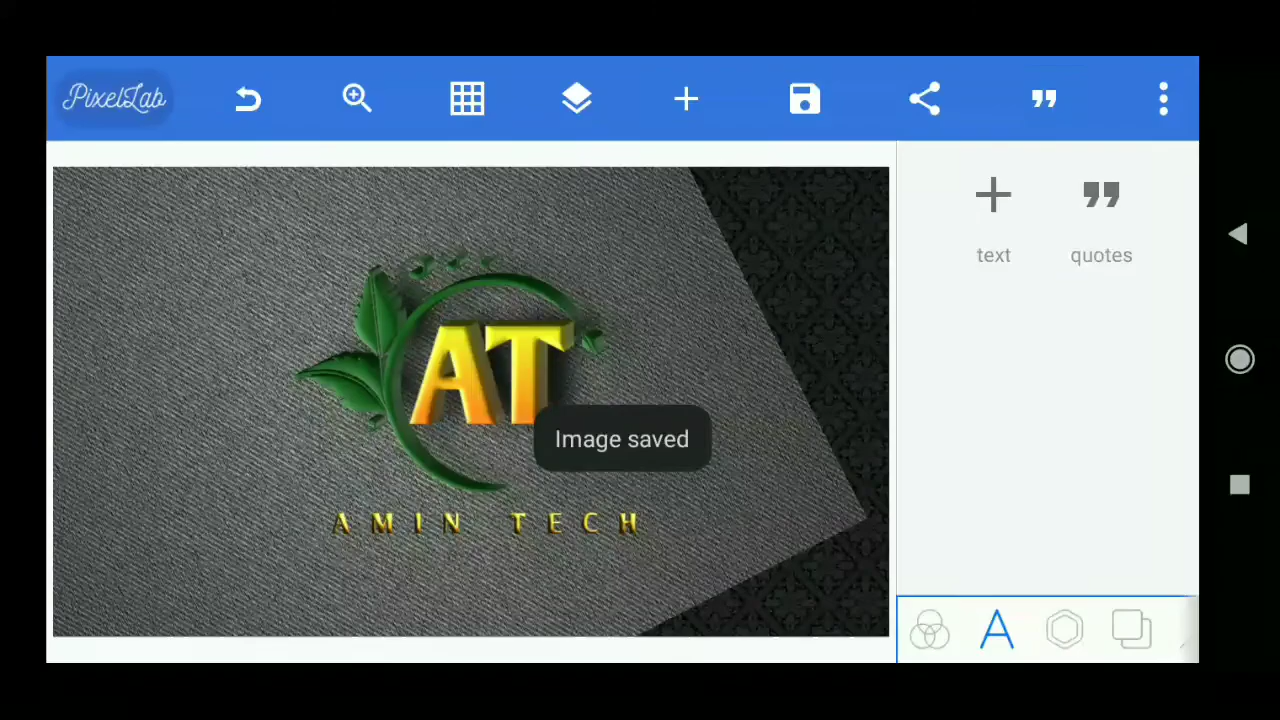 PixelLab
text
quotes
AT
Image saved
AMIN TECH